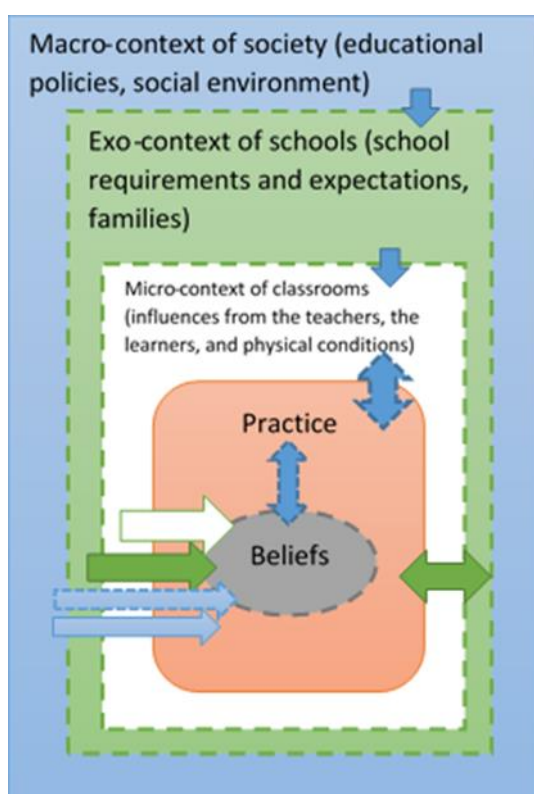 Macro-context of society (educational
policies, social environment)
Exo-context of schools (school
requirements and expectations,
families)
Micro-context of classrooms
(influences from the teachers, the
learners, and physical conditions)
Practice
Beliefs